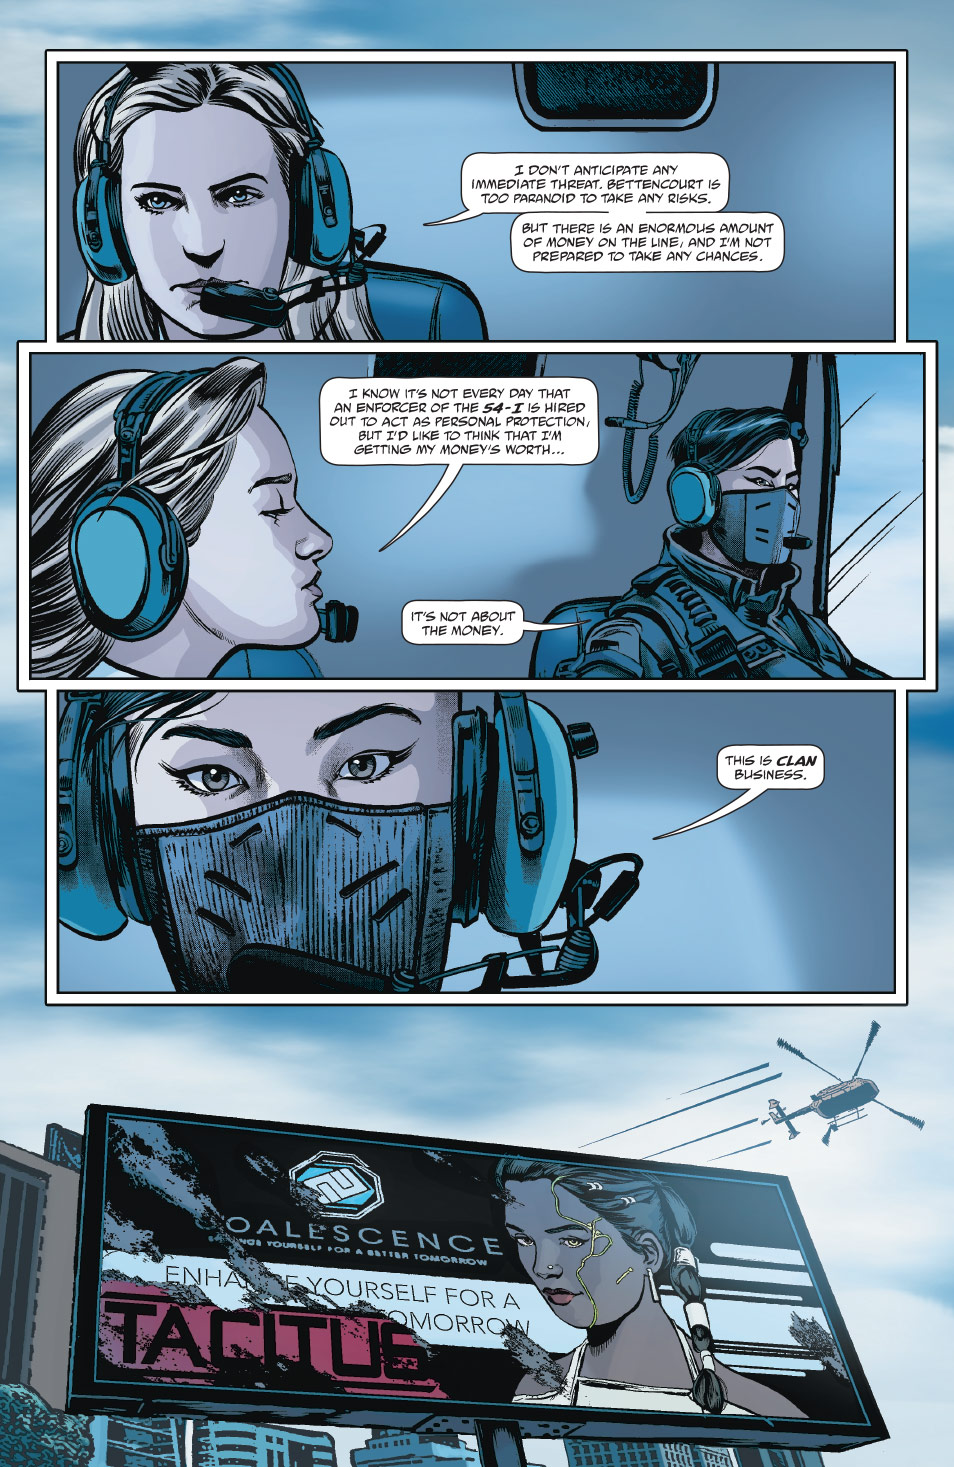 I DON'T ANTICIPATE ANY
IMMEDIATE THREAT. BETTENCOURT IS
TOO PARANOID TO TAKE ANY RISKS.
BUT THERE IS AN ENORMOUS AMOUNT
OF MONEY ON THE LINE, AND I'M NOT
PREPARED TO TAKE ANY CHANCES.
I KNOW IT'S NOT EVERY DAY THAT
AN ENFORCER OF THE 54-I IS HIRED
OUT TO ACT AS PERSONAL PROTECTION,
BUT I'D LIKE TO THINK THAT I'M
GETTING MY MONEY'S WORTH...
IT'S NOT ABOUT
THE MONEY.
THIS IS CLAN
BUSINESS.
COALESCENCE
YOURSELF FOR A BETTER TOMORROW
ENHANCE YOURSELF FOR A
TOMORROW
TACITUS